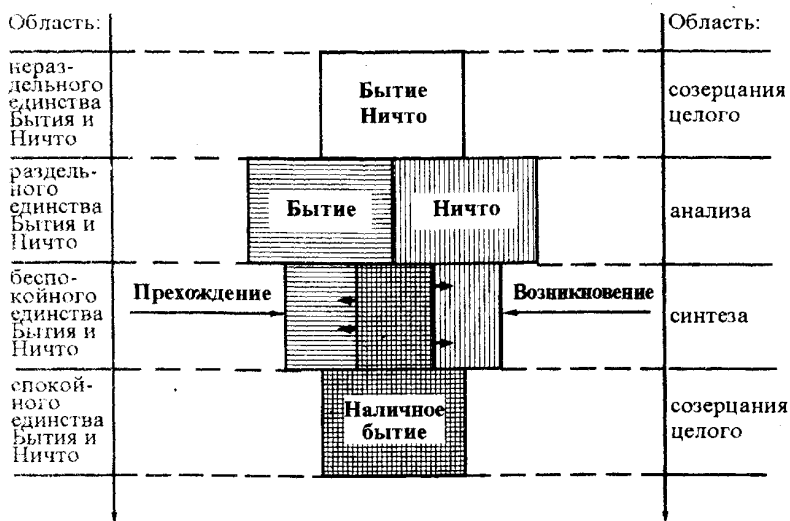 Область:
Область:
нераз-
дельного
единства
Бытия и
Ничто
Бытие
Ничто
созерцания
целого
раздель-
ного
единства
Бытия и
Ничто
Бытие
Ничто
анализа
беспо-
койного
единства
Бытия и
Ничто
Прехождение
Возникновение
синтеза
спокой-
ного
единства
Бытия и
Ничто
Наличное
бытие
созерцания
целого